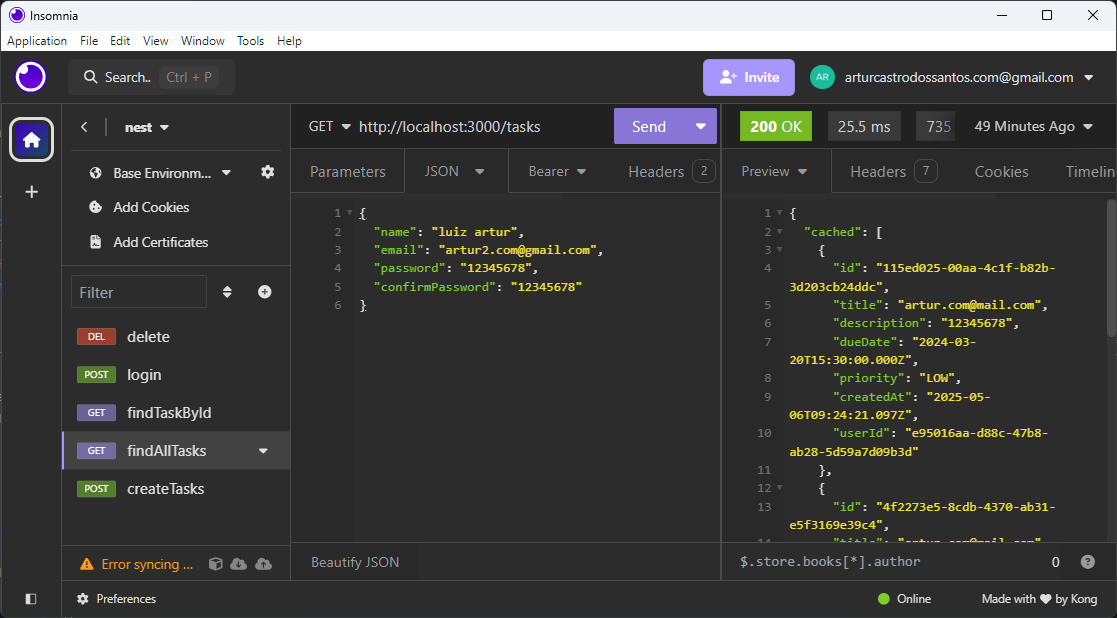 Insomnia
Application File Edit View Window Tools Help
Search.. Ctrl + P
Invite
AR arturcastrodossantos.com@gmail.com
nest
Base Environm...
Add Cookies
Add Certificates
Filter
DEL delete
POST login
GET findTaskById
GET findAllTasks
POST createTasks
Error syncing ...
GET http://localhost:3000/tasks Send
Parameters JSON Bearer Headers 2
1 {
2 "name": "luiz artur",
3 "email": "artur2.com@gmail.com",
4 "password": "12345678",
5 "confirmPassword": "12345678"
6 }
Beautify JSON
200 OK 25.5 ms 735 49 Minutes Ago
Preview Headers 7 Cookies Timelin
1 {
2 "cached": [
3 {
4 "id": "115ed025-00aa-4c1f-b82b-
3d203cb24ddc",
5 "title": "artur.com@mail.com",
6 "description": "12345678",
7 "dueDate": "2024-03-
20T15:30:00.000Z",
8 "priority": "LOW",
9 "createdAt": "2025-05-
06T09:24:21.097Z",
10 "userId": "e95016aa-d88c-47b8-
ab28-5d59a7d09b3d"
11 },
12 {
13 "id": "4f2273e5-8cdb-4370-ab31-
e5f3169e39c4",
14 "title": "artur.com@mail.com"
$.store.books[*].author 0
Preferences
Online Made with ❤ by Kong